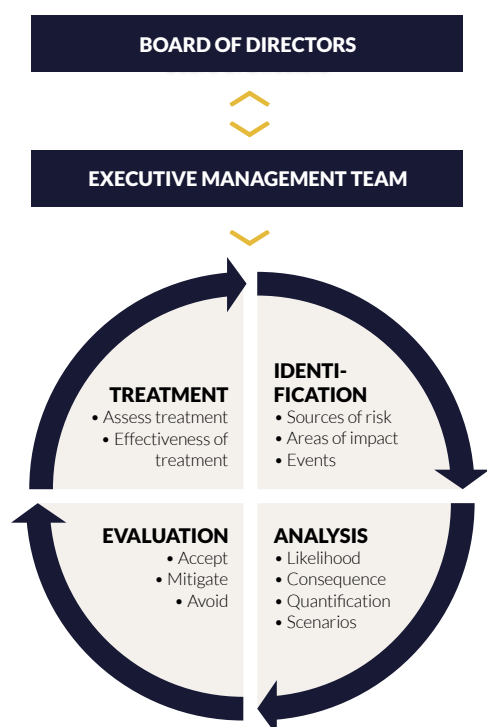 BOARD OF DIRECTORS
EXECUTIVE MANAGEMENT TEAM
TREATMENT
• Assess treatment
• Effectiveness of
treatment
IDENTI-
FICATION
• Sources of risk
• Areas of impact
• Events
EVALUATION
• Accept
• Mitigate
• Avoid
ANALYSIS
• Likelihood
• Consequence
• Quantification
• Scenarios